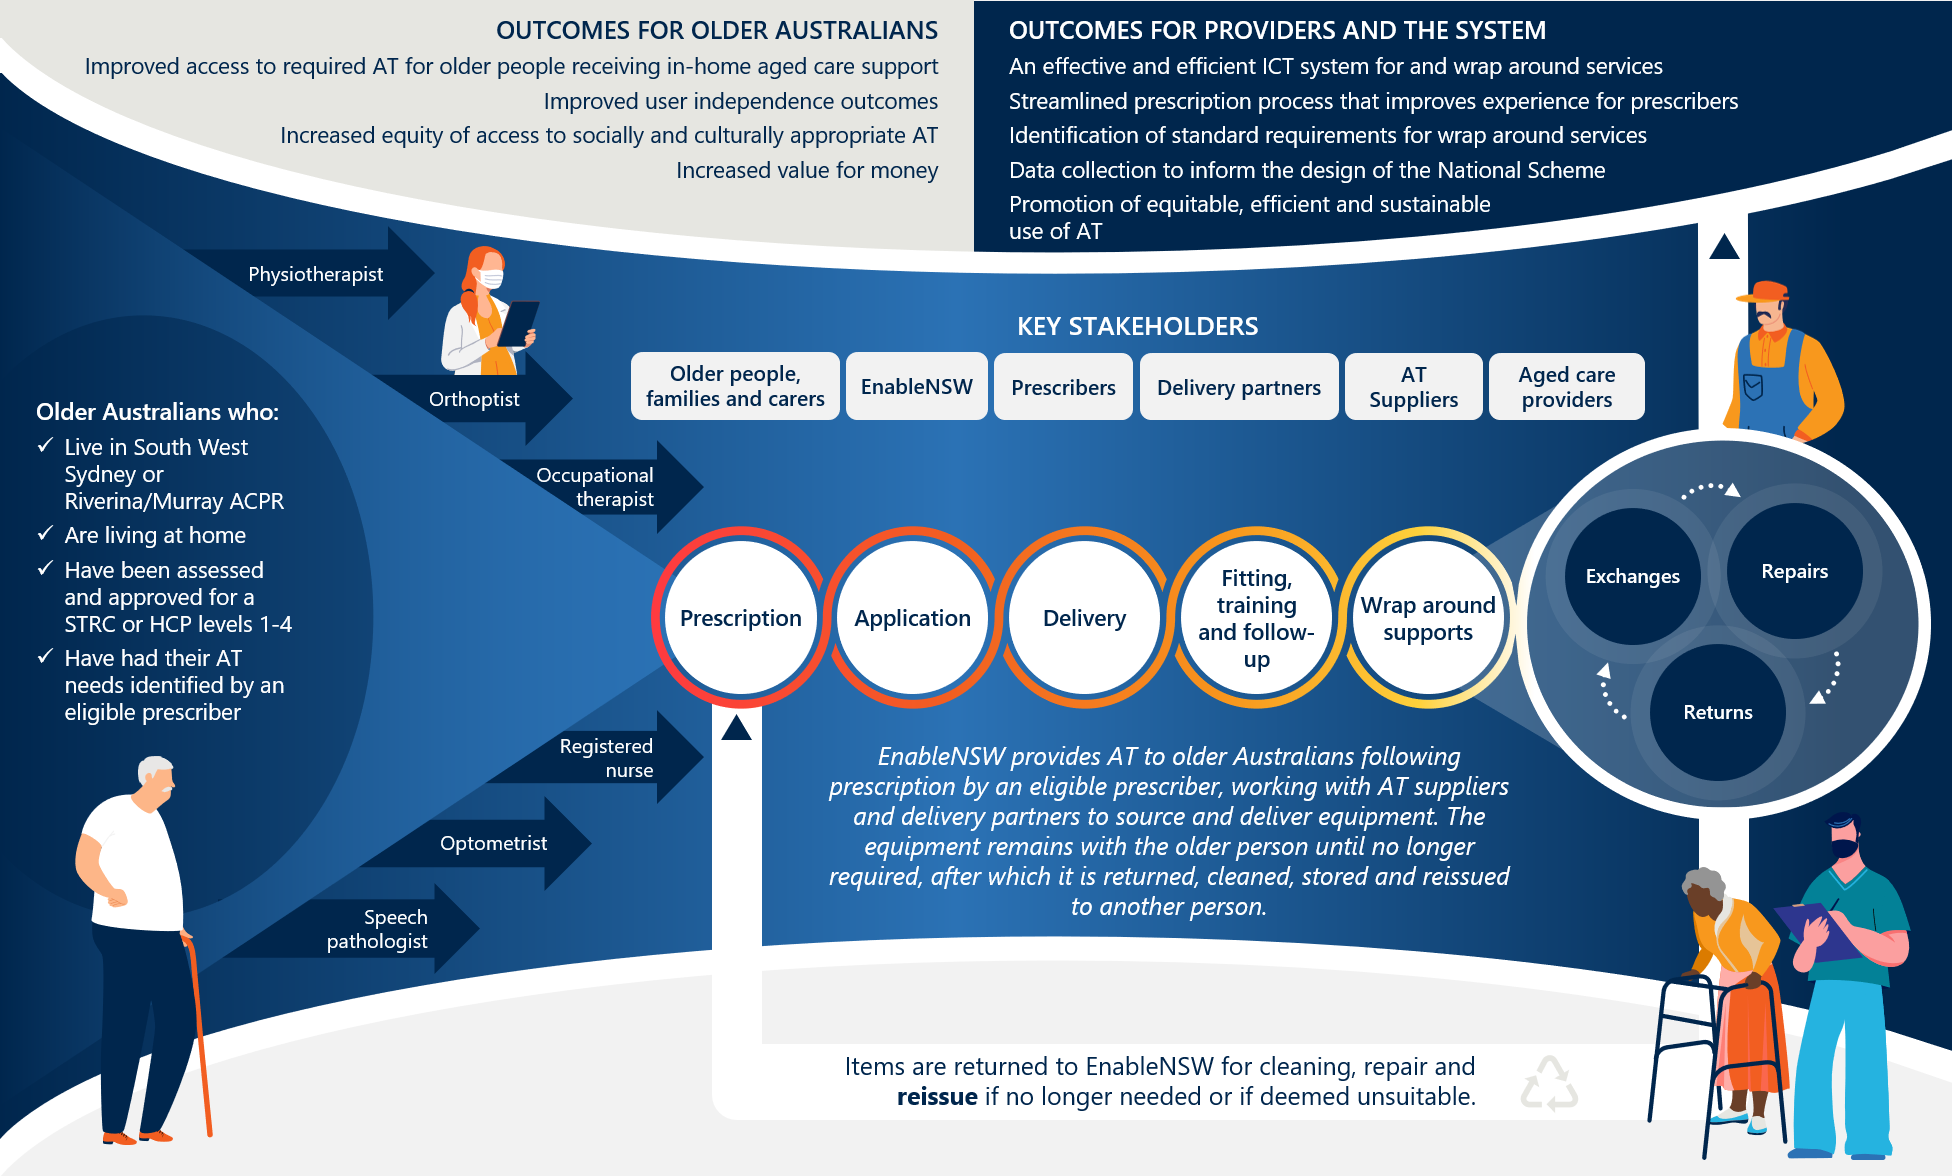 OUTCOMES FOR OLDER AUSTRALIANS
Improved access to required AT for older people receiving in-home aged care support
Improved user independence outcomes
Increased equity of access to socially and culturally appropriate AT
Increased value for money
OUTCOMES FOR PROVIDERS AND THE SYSTEM
An effective and efficient ICT system for and wrap around services
Streamlined prescription process that improves experience for prescribers
Identification of standard requirements for wrap around services
Data collection to inform the design of the National Scheme
Promotion of equitable, efficient and sustainable
use of AT
Physiotherapist
Orthoptist
Occupational
therapist
KEY STAKEHOLDERS
Older people,
families and carers
EnableNSW
Prescribers
Delivery partners
AT
Suppliers
Aged care
providers
Older Australians who:
✓ Live in South West
Sydney or
Riverina/Murray ACPR
✓ Are living at home
✓ Have been assessed
and approved for a
STRC or HCP levels 1-4
✓ Have had their AT
needs identified by an
eligible prescriber
Prescription
Application
Delivery
Fitting,
training
and follow-
up
Wrap around
supports
Exchanges
Repairs
Returns
Registered
nurse
Optometrist
Speech
pathologist
EnableNSW provides AT to older Australians following
prescription by an eligible prescriber, working with AT suppliers
and delivery partners to source and deliver equipment. The
equipment remains with the older person until no longer
required, after which it is returned, cleaned, stored and reissued
to another person.
Items are returned to EnableNSW for cleaning, repair and
reissue if no longer needed or if deemed unsuitable.